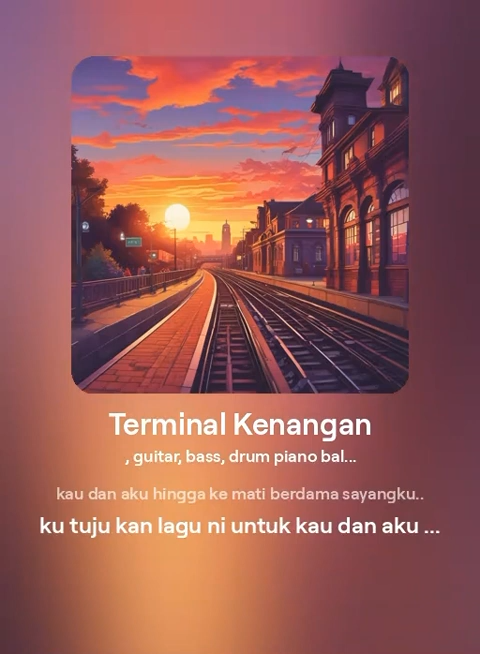 Terminal Kenangan
, guitar, bass, drum piano bal...
kau dan aku hingga ke mati berdama sayangku..
ku tuju kan lagu ni untuk kau dan aku ...